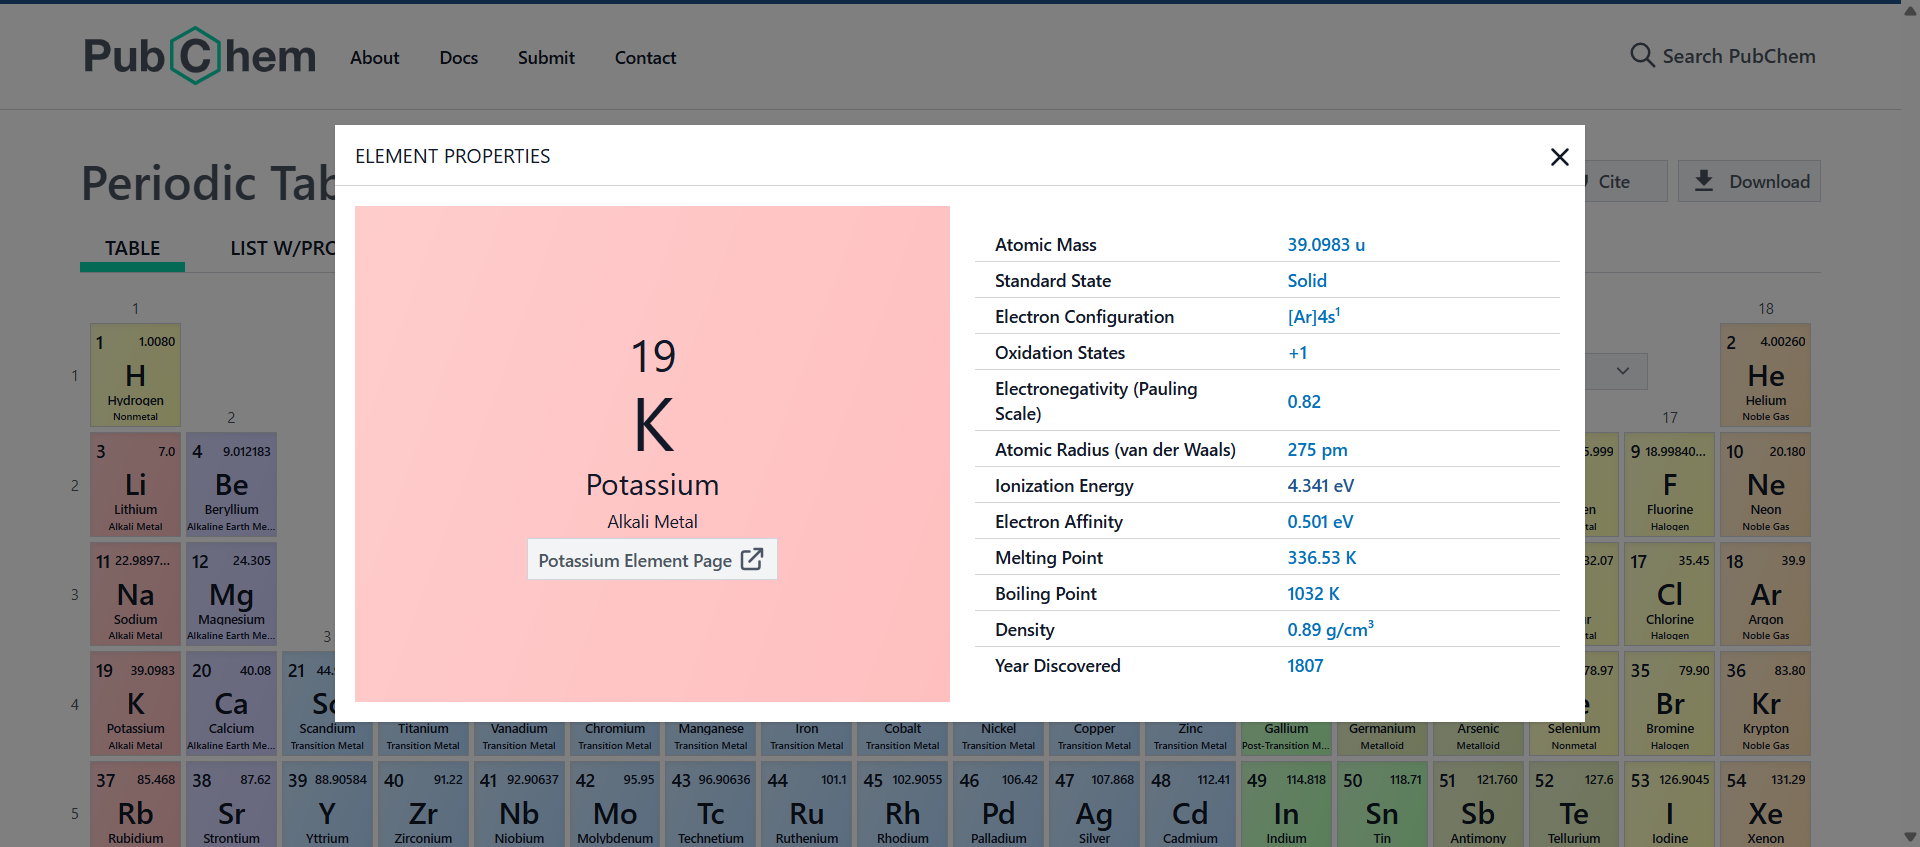 PubChem
About
Docs
Submit
Contact
Search PubChem
Periodic
Cite
Download
TABLE
ELEMENT PROPERTIES
19
K
Potassium
Alkali Metal
Potassium Element Page
Atomic Mass 39.0983 u
Standard State Solid
Electron Configuration [Ar]4s¹
Oxidation States +1
Electronegativity (Pauling
Scale) 0.82
Atomic Radius (van der Waals) 275 pm
Ionization Energy 4.341 eV
Electron Affinity 0.501 eV
Melting Point 336.53 K
Boiling Point 1032 K
Density 0.89 g/cm³
Year Discovered 1807
1
18
1 1.0080
H
Hydrogen
Nonmetal
1
2 4.00260
He
Helium
Noble Gas
2
17
3 7.0
Li
Lithium
Alkali Metal
2
4 9.012183
Be
Beryllium
Alkaline Earth Me...
9 18.99840...
F
Fluorine
Halogen
10 20.180
Ne
Neon
Noble Gas
11 22.9897...
Na
Sodium
Alkali Metal
3
12 24.305
Mg
Magnesium
Alkaline Earth Me...
3
17 35.45
Cl
Chlorine
Halogen
18 39.9
Ar
Argon
Noble Gas
19 39.0983
K
Potassium
Alkali Metal
4
20 40.08
Ca
Calcium
Alkaline Earth Me...
21
Scandium
Transition Metal
Titanium
Transition Metal
Vanadium
Transition Metal
Chromium
Transition Metal
Manganese
Transition Metal
Iron
Transition Metal
Cobalt
Transition Metal
Nickel
Transition Metal
Copper
Transition Metal
Zinc
Transition Metal
Gallium
Post-Transition M...
Germanium
Metalloid
Arsenic
Metalloid
Selenium
Nonmetal
35 79.90
Br
Bromine
Halogen
36 83.80
Kr
Krypton
Noble Gas
5
37 85.468
Rb
Rubidium
38 87.62
Sr
Strontium
39 88.90584
Y
Yttrium
40 91.22
Zr
Zirconium
41 92.90637
Nb
Niobium
42 95.95
Mo
Molybdenum
43 96.90636
Tc
Technetium
44 101.1
Ru
Ruthenium
45 102.9055
Rh
Rhodium
46 106.42
Pd
Palladium
47 107.868
Ag
Silver
48 112.41
Cd
Cadmium
49 114.818
In
Indium
50 118.71
Sn
Tin
51 121.760
Sb
Antimony
52 127.6
Te
Tellurium
53 126.9045
I
Iodine
54 131.29
Xe
Xenon